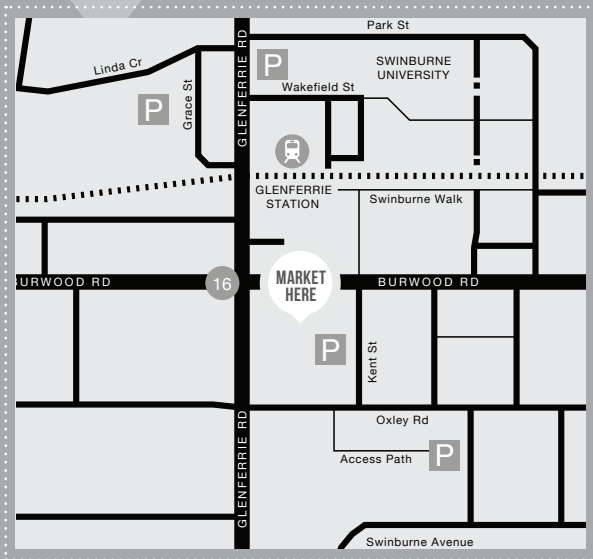 Park St
GLENFERRIE RD
P
SWINBURNE
UNIVERSITY
Linda Cr
Wakefield St
P
Grace St
GLENFERRIE
STATION
Swinburne Walk
BURWOOD RD
16
MARKET
HERE
BURWOOD RD
P
Kent St
GLENFERRIE RD
Oxley Rd
Access Path
P
Swinburne Avenue